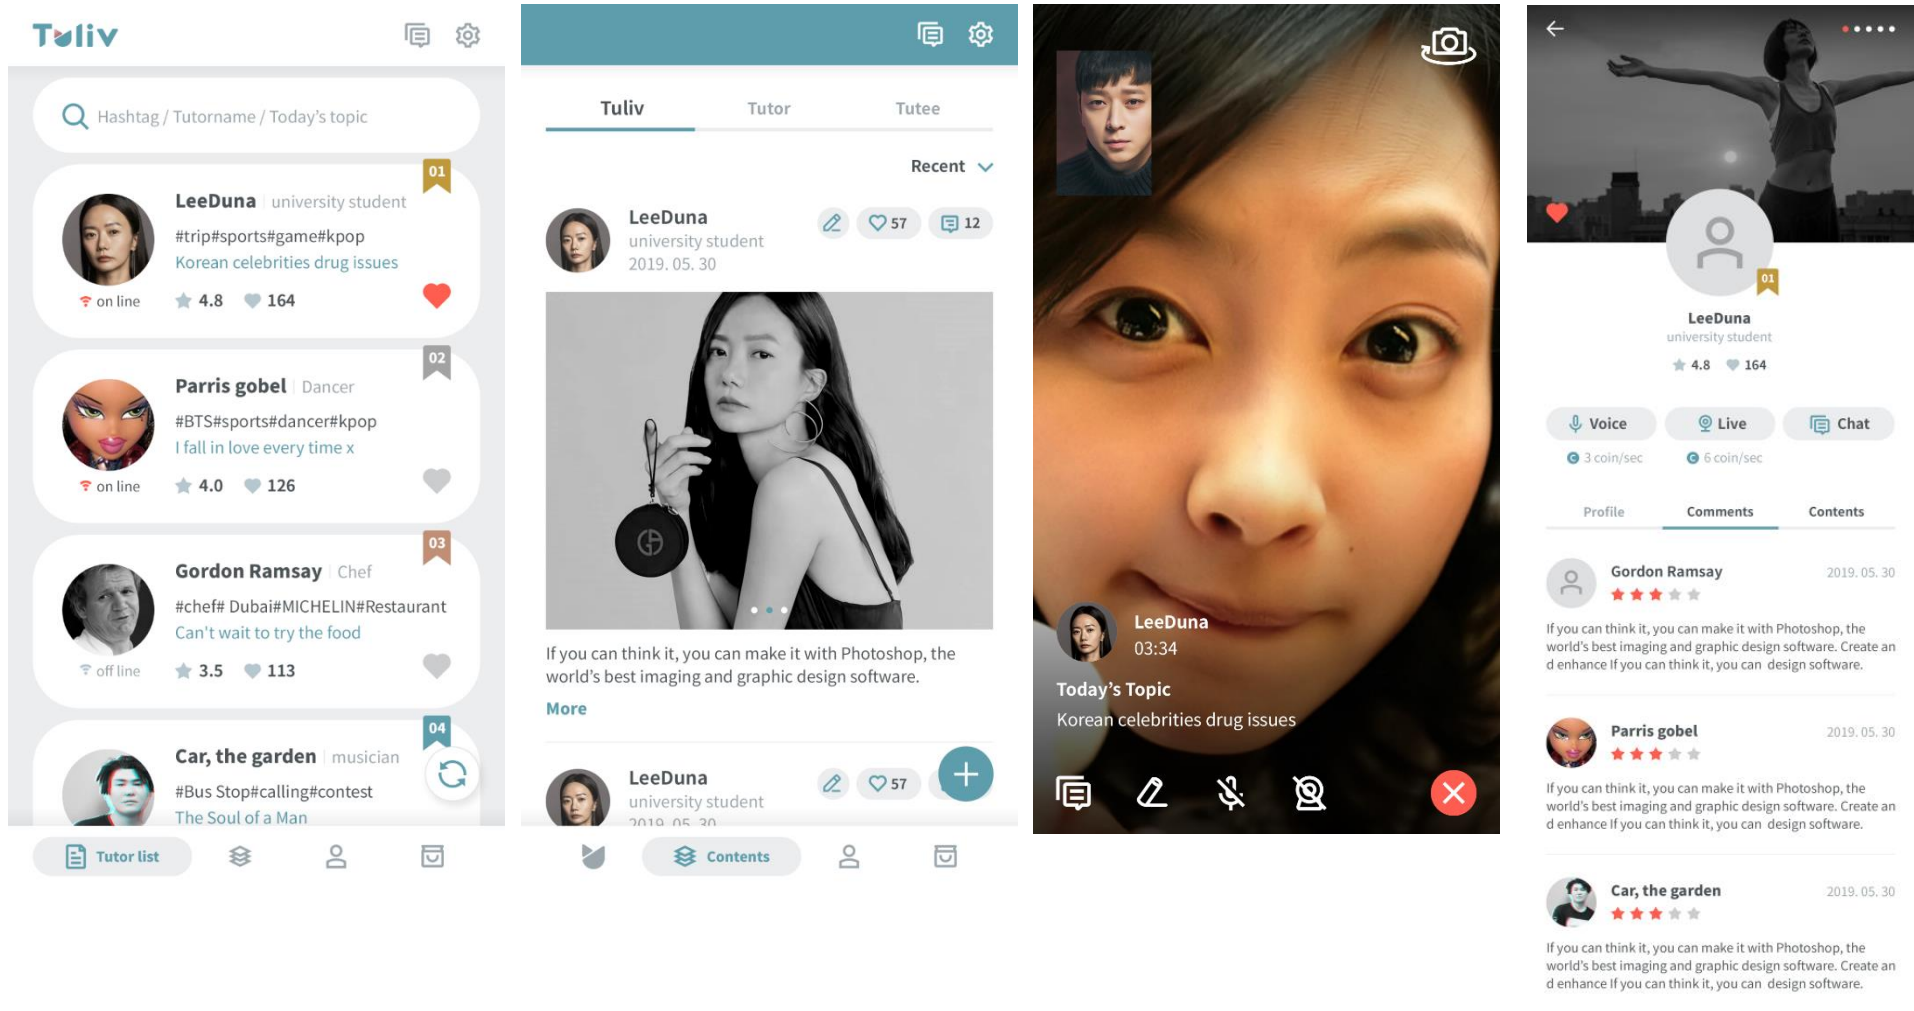 Tuliv
Hashtag / Tutorname / Today's topic
01
LeeDuna | university student
#trip#sports#game#kpop
Korean celebrities drug issues
on line
4.8
164
02
Parris gobel | Dancer
#BTS#sports#dancer#kpop
I fall in love every time x
on line
4.0
126
03
Gordon Ramsay | Chef
#chef# Dubai#MICHELIN#Restaurant
Can't wait to try the food
off line
3.5
113
04
Car, the garden | musician
#Bus Stop#calling#contest
The Soul of a Man
Tutor list
Tuliv
Tutor
Tutee
Recent
LeeDuna
57
12
university student
2019. 05. 30
If you can think it, you can make it with Photoshop, the
world's best imaging and graphic design software.
More
LeeDuna
57
university student
2019. 05. 30
Contents
LeeDuna
03:34
Today's Topic
Korean celebrities drug issues
01
LeeDuna
university student
4.8
164
Voice
Live
Chat
3 coin/sec
6 coin/sec
Profile
Comments
Contents
Gordon Ramsay
2019. 05. 30
If you can think it, you can make it with Photoshop, the
world's best imaging and graphic design software. Create an
d enhance If you can think it, you can design software.
Parris gobel
2019. 05. 30
If you can think it, you can make it with Photoshop, the
world's best imaging and graphic design software. Create an
d enhance If you can think it, you can design software.
Car, the garden
2019. 05. 30
If you can think it, you can make it with Photoshop, the
world's best imaging and graphic design software. Create an
d enhance If you can think it, you can design software.